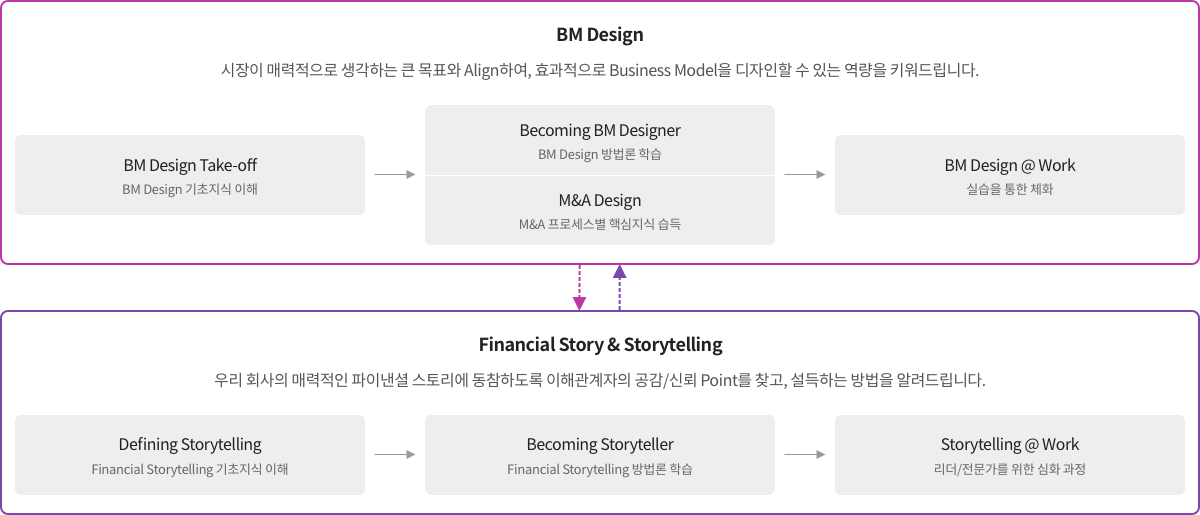 BM Design
시장이 매력적으로 생각하는 큰 목표와 Align하여, 효과적으로 Business Model을 디자인할 수 있는 역량을 키워드립니다.
BM Design Take-off
BM Design 기초지식 이해
Becoming BM Designer
BM Design 방법론 학습
M&A Design
M&A 프로세스별 핵심지식 습득
BM Design @ Work
실습을 통한 체화
Financial Story & Storytelling
우리 회사의 매력적인 파이낸셜 스토리에 동참하도록 이해관계자의 공감/신뢰 Point를 찾고, 설득하는 방법을 알려드립니다.
Defining Storytelling
Financial Storytelling 기초지식 이해
Becoming Storyteller
Financial Storytelling 방법론 학습
Storytelling @ Work
리더/전문가를 위한 심화 과정